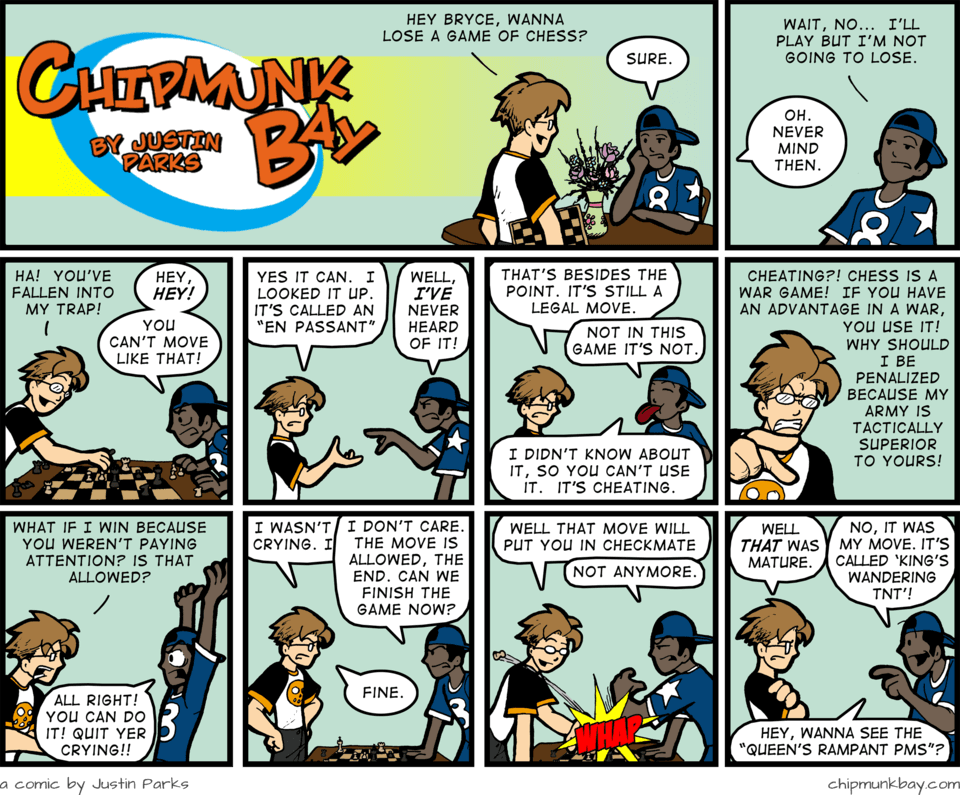 CHIPMUNK
BAY
BY JUSTIN
PARKS
HEY BRYCE, WANNA
LOSE A GAME OF CHESS?
SURE.
8
WAIT, NO... I'LL
PLAY BUT I'M NOT
GOING TO LOSE.
OH.
NEVER
MIND
THEN.
8
HA! YOU'VE
FALLEN INTO
MY TRAP!
HEY,
HEY!
YOU
CAN'T MOVE
LIKE THAT!
YES IT CAN. I
LOOKED IT UP.
IT'S CALLED AN
"EN PASSANT"
WELL,
I'VE
NEVER
HEARD
OF IT!
THAT'S BESIDES THE
POINT. IT'S STILL A
LEGAL MOVE.
NOT IN THIS
GAME IT'S NOT.
I DIDN'T KNOW ABOUT
IT, SO YOU CAN'T USE
IT. IT'S CHEATING.
CHEATING?! CHESS IS A
WAR GAME! IF YOU HAVE
AN ADVANTAGE IN A WAR,
YOU USE IT!
WHY SHOULD
I BE
PENALIZED
BECAUSE MY
ARMY IS
TACTICALLY
SUPERIOR
TO YOURS!
WHAT IF I WIN BECAUSE
YOU WEREN'T PAYING
ATTENTION? IS THAT
ALLOWED?
ALL RIGHT!
YOU CAN DO
IT! QUIT YER
CRYING!!
I WASN'T
CRYING. I
I DON'T CARE.
THE MOVE IS
ALLOWED, THE
END. CAN WE
FINISH THE
GAME NOW?
FINE.
WELL THAT MOVE WILL
PUT YOU IN CHECKMATE
NOT ANYMORE.
WHAP
WELL
THAT WAS
MATURE.
NO, IT WAS
MY MOVE. IT'S
CALLED 'KING'S
WANDERING
TNT'!
HEY, WANNA SEE THE
"QUEEN'S RAMPANT PMS"?
a comic by Justin Parks
chipmunkbay.com